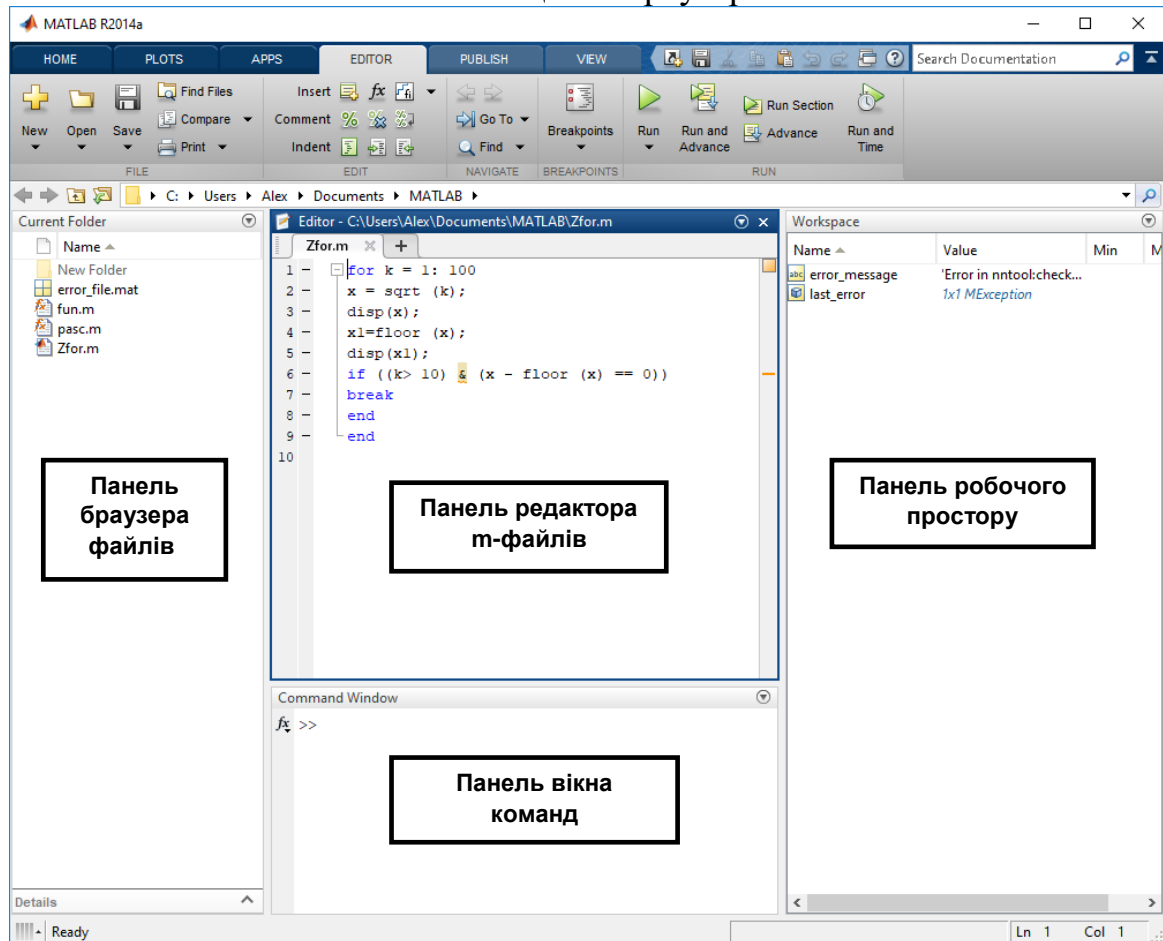 MATLAB R2014a
HOME PLOTS APPS EDITOR PUBLISH VIEW Search Documentation
New Open Save Find Files Compare Print
FILE
Insert fx
Comment
Indent
EDIT
Go To
Find
NAVIGATE
Breakpoints
BREAKPOINTS
Run Run and Advance Run Section Advance Run and Time
RUN
C: Users Alex Documents MATLAB
Current Folder
Name
New Folder
error_file.mat
fun.m
pasc.m
Zfor.m
Панель
браузера
файлів
Details
Editor - C:\Users\Alex\Documents\MATLAB\Zfor.m
Zfor.m
1 for k = 1: 100
2 x = sqrt (k);
3 disp(x);
4 x1=floor (x);
5 disp(x1);
6 if ((k> 10) & (x - floor (x) == 0))
7 break
8 end
9 end
10
Панель редактора
m-файлів
Command Window
fx >>
Панель вікна
команд
Workspace
Name Value Min M
error_message 'Error in nntool:check...
last_error 1x1 MException
Панель робочого
простору
Ready Ln 1 Col 1